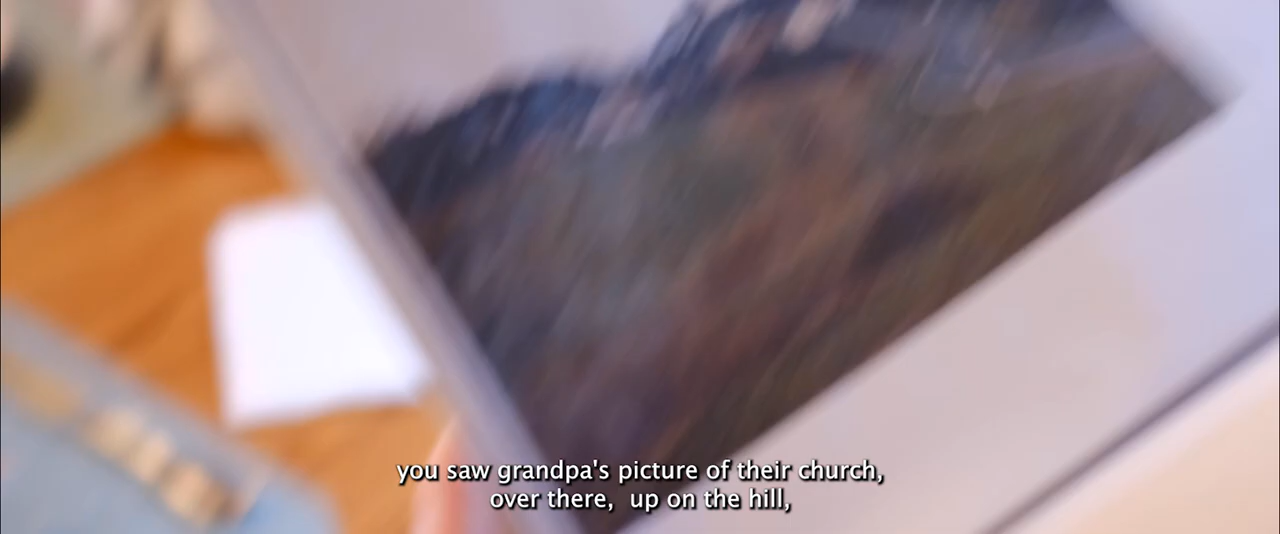 you saw grandpa's picture of their church,
over there,  up on the hill,